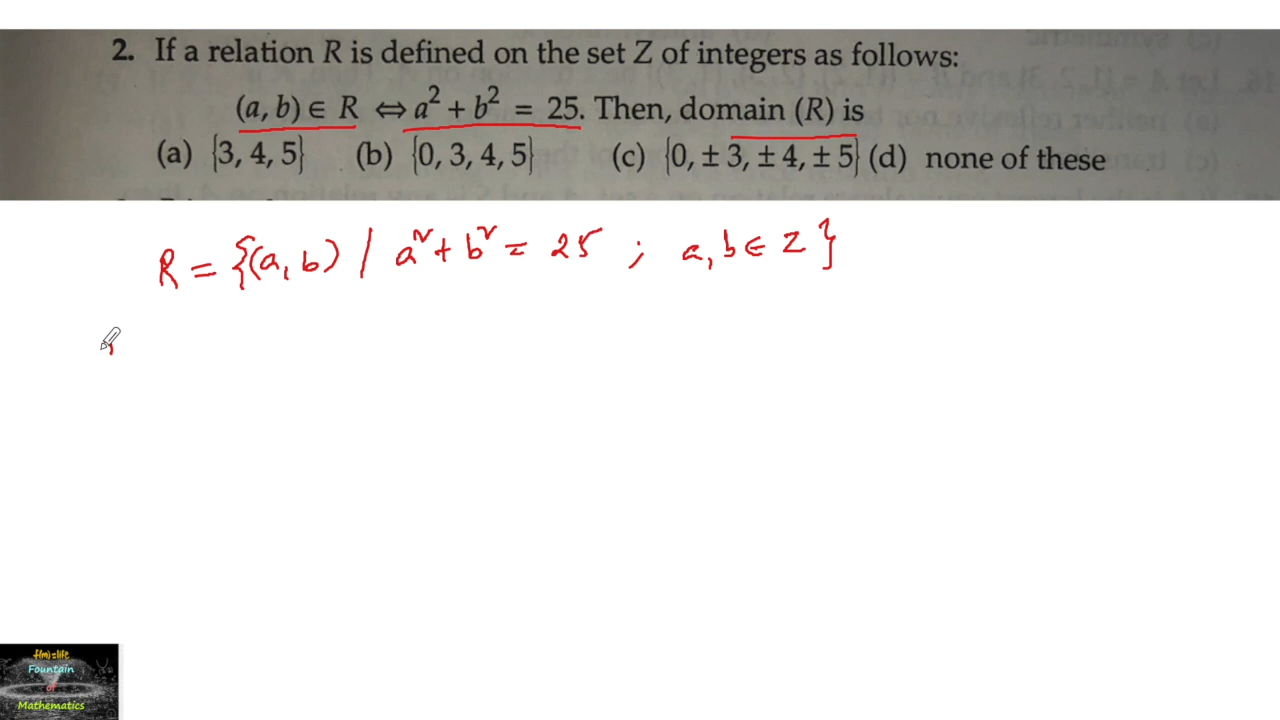 2. If a relation R is defined on the set Z of integers as follows:
(a, b) ∈ R ⇔ a² + b² = 25. Then, domain (R) is
(a) {3, 4, 5} (b) {0, 3, 4, 5} (c) {0, ± 3, ± 4, ± 5} (d) none of these
R = {(a, b) / a² + b² = 25 ; a, b ∈ Z}
f(m)=life
Fountain
of
Mathematics